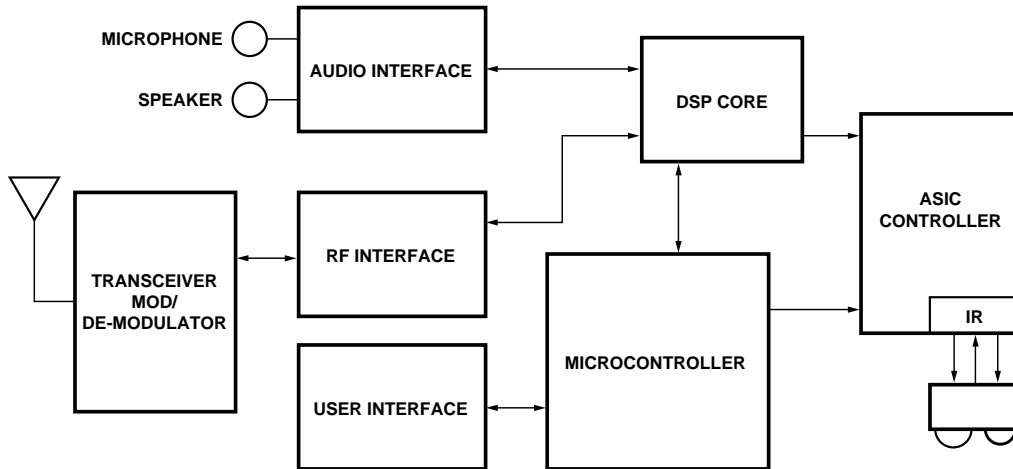 MICROPHONE
SPEAKER
AUDIO INTERFACE
DSP CORE
ASIC
CONTROLLER
RF INTERFACE
TRANSCEIVER
MOD/
DE-MODULATOR
IR
MICROCONTROLLER
USER INTERFACE